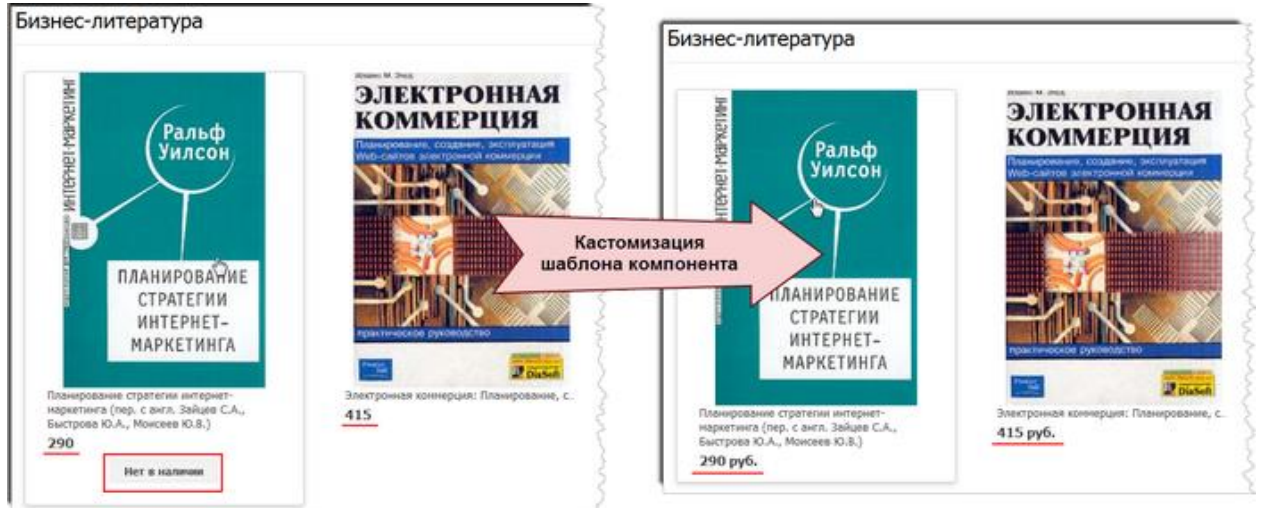 Бизнес-литература
ИНТЕРНЕТ-МАРКЕТИНГ
Ральф
Уилсон
ПЛАНИРОВАНИЕ
СТРАТЕГИИ
ИНТЕРНЕТ-
МАРКЕТИНГА
Планирование стратегии интернет-
маркетинга (пер. с англ. Зайцев С.А.,
Быстрова Ю.А., Моисеев Ю.В.)
290
Нет в наличии
ЭЛЕКТРОННАЯ
КОММЕРЦИЯ
Планирование, создание, эксплуатация
Web-сайтов электронной коммерции
практическое руководство
DiaSoft
Электронная коммерция: Планирование, с..
415
Кастомизация
шаблона компонента
Бизнес-литература
ИНТЕРНЕТ-МАРКЕТИНГ
Ральф
Уилсон
ПЛАНИРОВАНИЕ
СТРАТЕГИИ
ИНТЕРНЕТ-
МАРКЕТИНГА
Планирование стратегии интернет-
маркетинга (пер. с англ. Зайцев С.А.,
Быстрова Ю.А., Моисеев Ю.В.)
290 руб.
ЭЛЕКТРОННАЯ
КОММЕРЦИЯ
Планирование, создание, эксплуатация
Web-сайтов электронной коммерции
практическое руководство
DiaSoft
Электронная коммерция: Планирование, с..
415 руб.